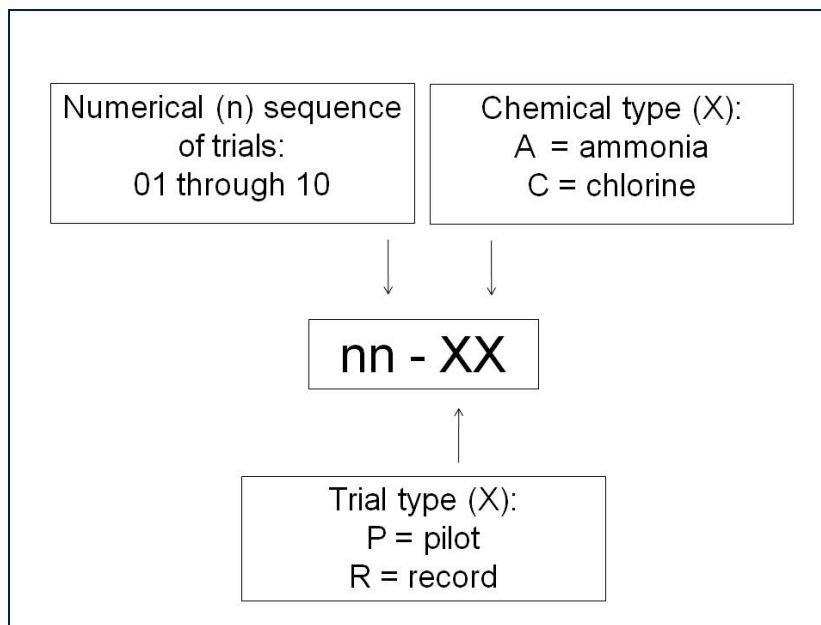 Numerical (n) sequence
of trials:
01 through 10
Chemical type (X):
A = ammonia
C = chlorine
nn - XX
Trial type (X):
P = pilot
R = record